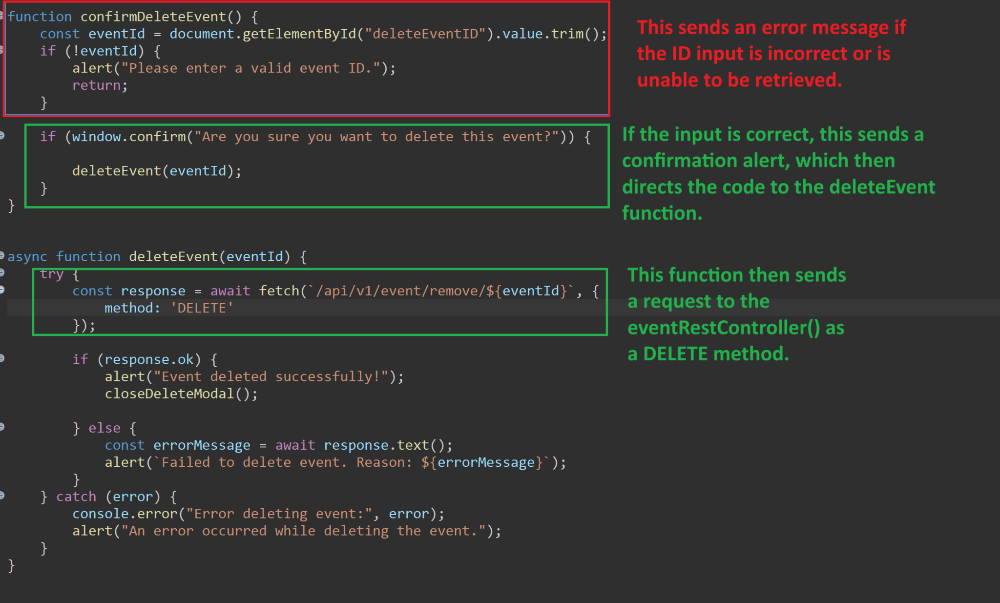 function confirmDeleteEvent() {
const eventId = document.getElementById("deleteEventID").value.trim();
if (!eventId) {
alert("Please enter a valid event ID.");
return;
}
This sends an error message if
the ID input is incorrect or is
unable to be retrieved.
if (window.confirm("Are you sure you want to delete this event?")) {
deleteEvent(eventId);
}
}
If the input is correct, this sends a
confirmation alert, which then
directs the code to the deleteEvent
function.
async function deleteEvent(eventId) {
try {
const response = await fetch(`/api/v1/event/remove/${eventId}`, {
method: 'DELETE'
});
This function then sends
a request to the
eventRestController() as
a DELETE method.
if (response.ok) {
alert("Event deleted successfully!");
closeDeleteModal();
} else {
const errorMessage = await response.text();
alert(`Failed to delete event. Reason: ${errorMessage}`);
}
} catch (error) {
console.error("Error deleting event:", error);
alert("An error occurred while deleting the event.");
}
}